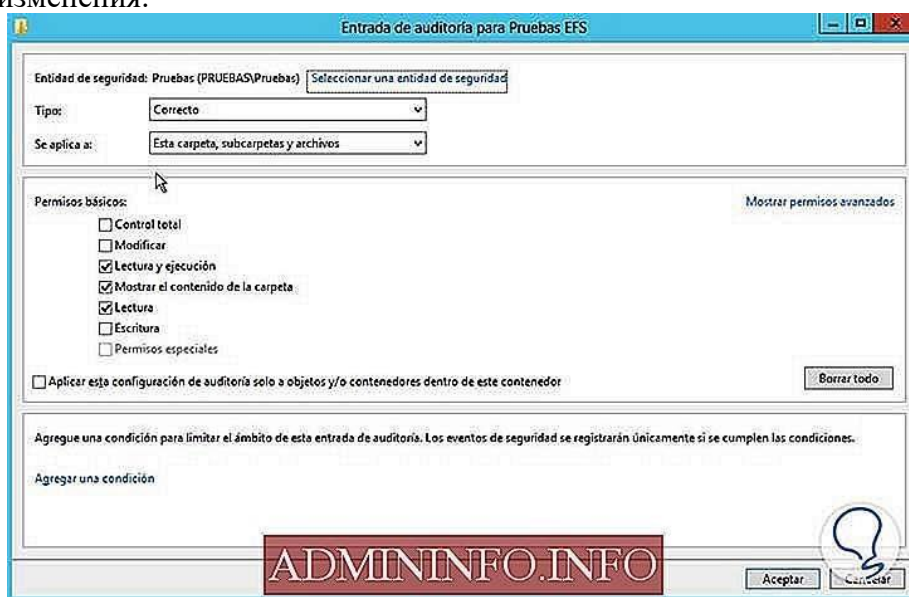 изменения.
Entrada de auditoría para Pruebas EFS
Entidad de seguridad: Pruebas (PRUEBAS\Pruebas) Seleccionar una entidad de seguridad
Tipo: Correcto
Se aplica a: Esta carpeta, subcarpetas y archivos
Permisos básicos: Mostrar permisos avanzados
Control total
Modificar
Lectura y ejecución
Mostrar el contenido de la carpeta
Lectura
Escritura
Permisos especiales
Aplicar esta configuración de auditoría solo a objetos y/o contenedores dentro de este contenedor Borrar todo
Agregue una condición para limitar el ámbito de esta entrada de auditoría. Los eventos de seguridad se registrarán únicamente si se cumplen las condiciones.
Agregar una condición
ADMININFO.INFO
Aceptar Cancelar